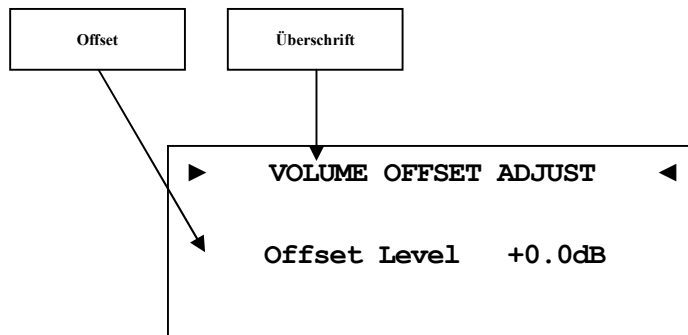 Offset
Überschrift
► VOLUME OFFSET ADJUST ◄
Offset Level +0.0dB